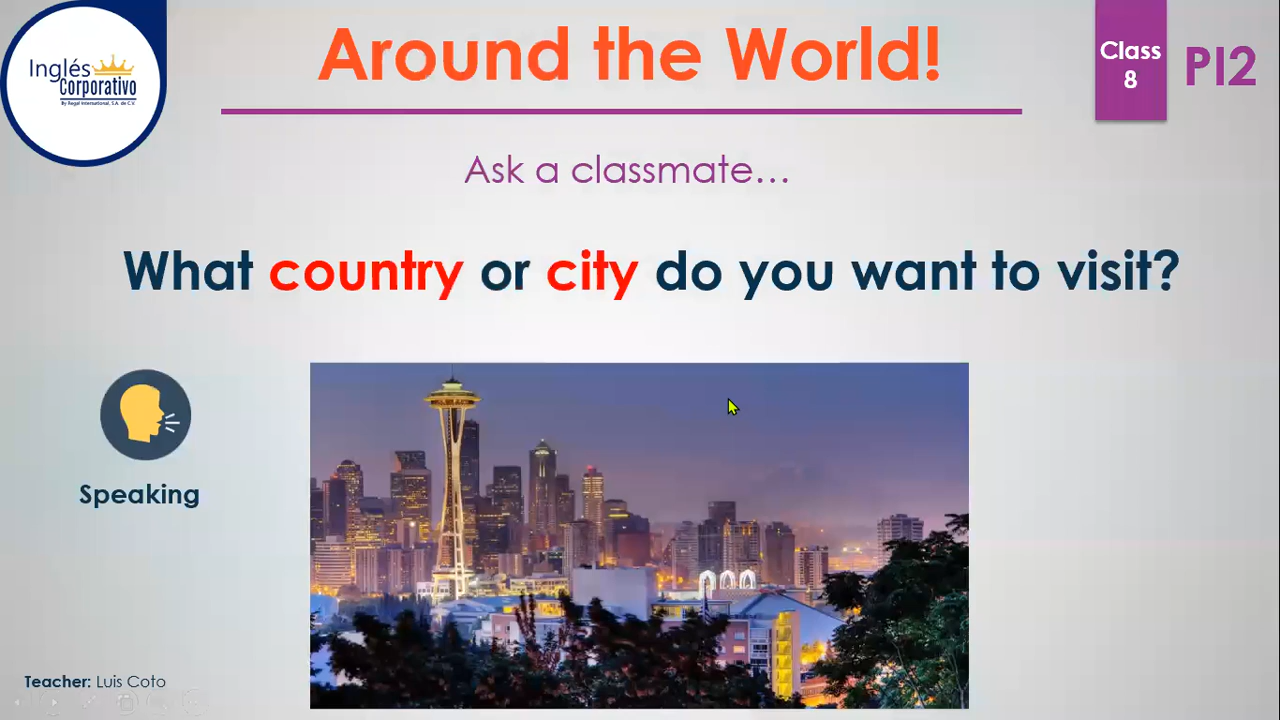 Inglés
Corporativo
By Regal International, S.A. de C.V.
Around the World!
Class
8
PI2
Ask a classmate…
What country or city do you want to visit?
Speaking
Teacher: Luis Coto